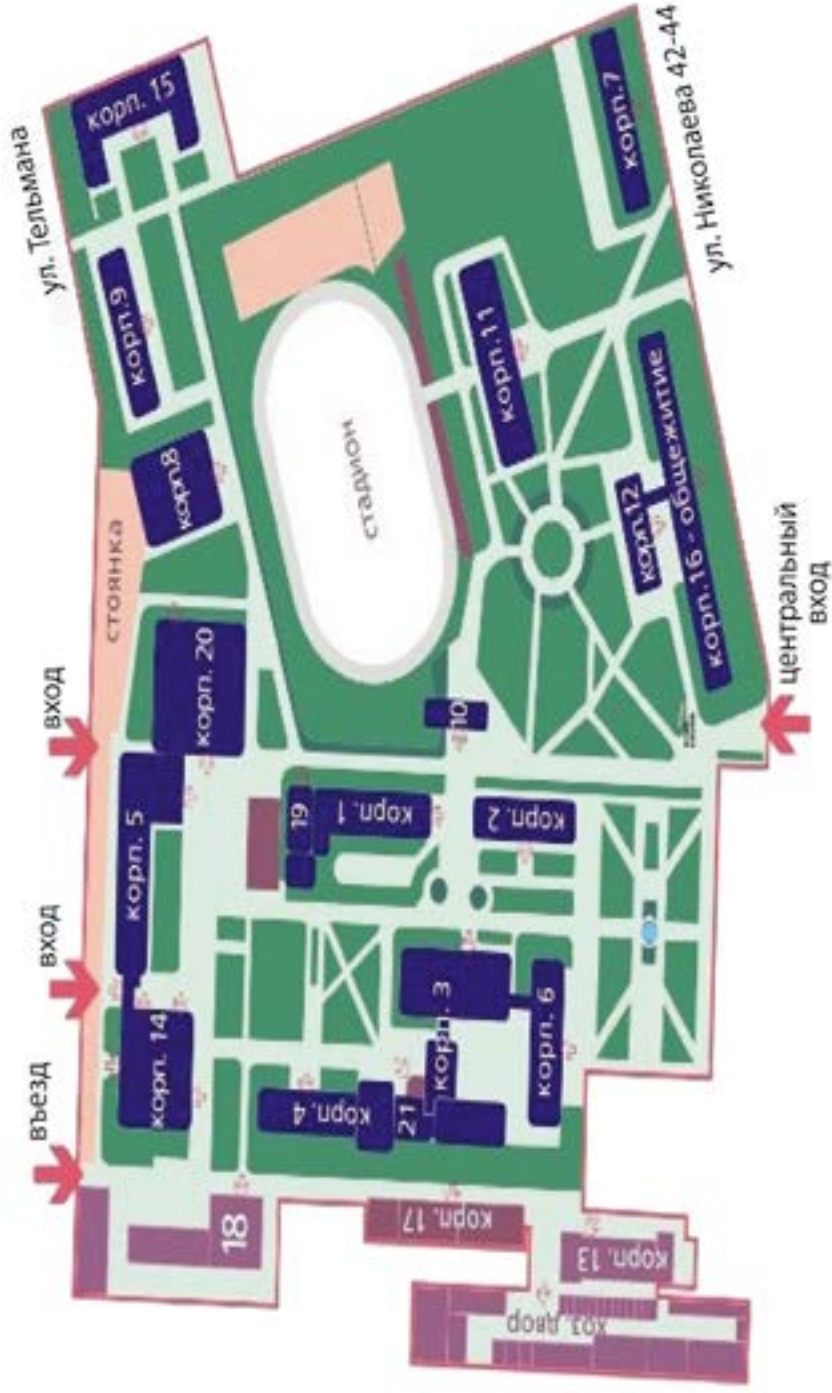 ул. Тельмана
корп. 15
корп.9
корп.8
стоянка
вход
корп. 20
корп. 5
вход
корп. 14
въезд
18
стадион
корп.7
ул. Николаева 42-44
корп.11
корп.12
корп.16 - общежитие
центральный
вход
10
19
корп. 1
корп. 2
корп. 3
корп. 6
корп. 4
21
корп. 17
корп. 13
хоз. двор